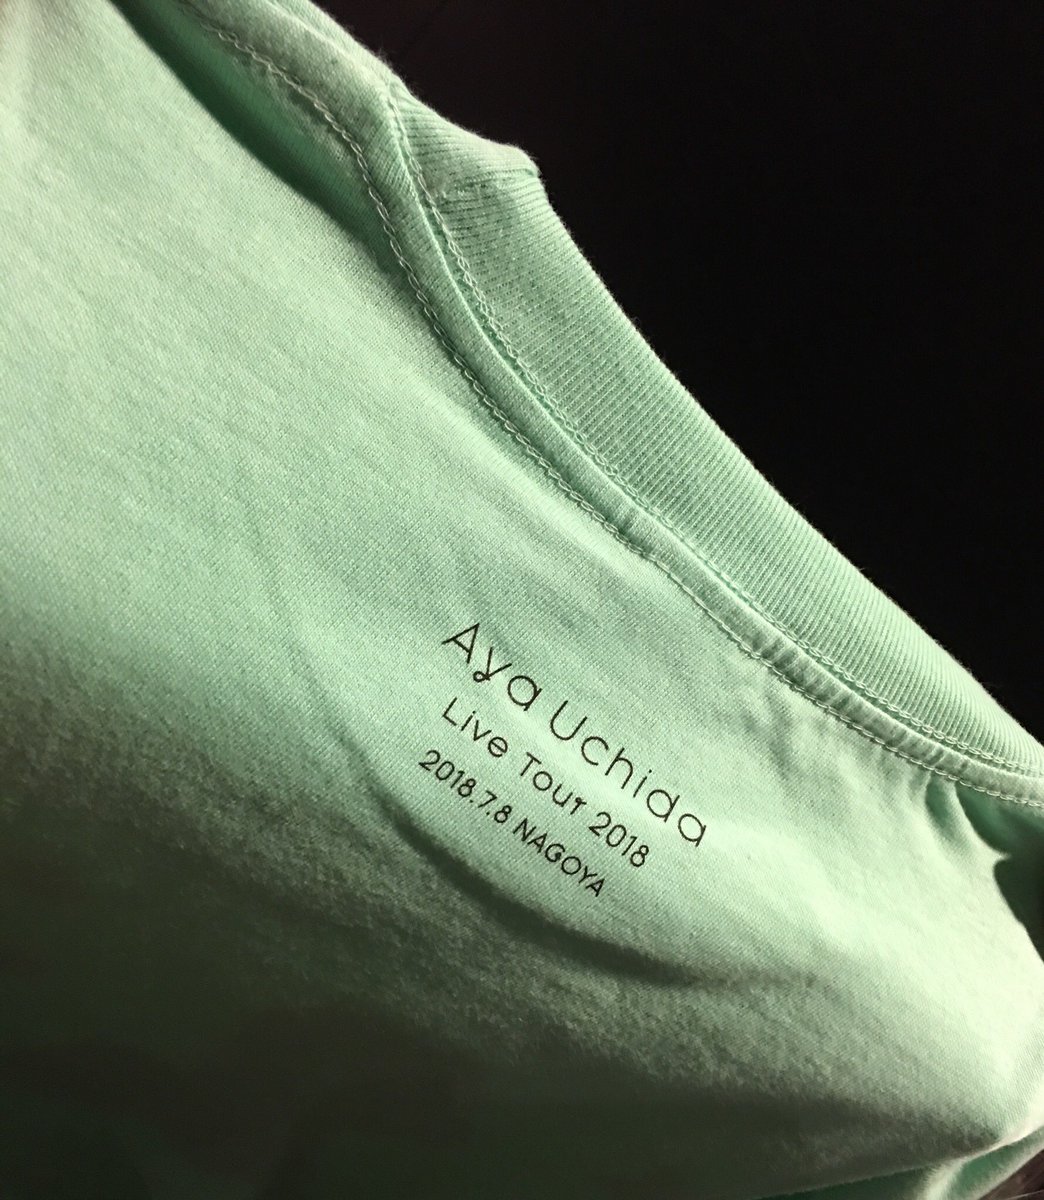 Aya Uchida
Live Tour 2018
2018.7.8 NAGOYA